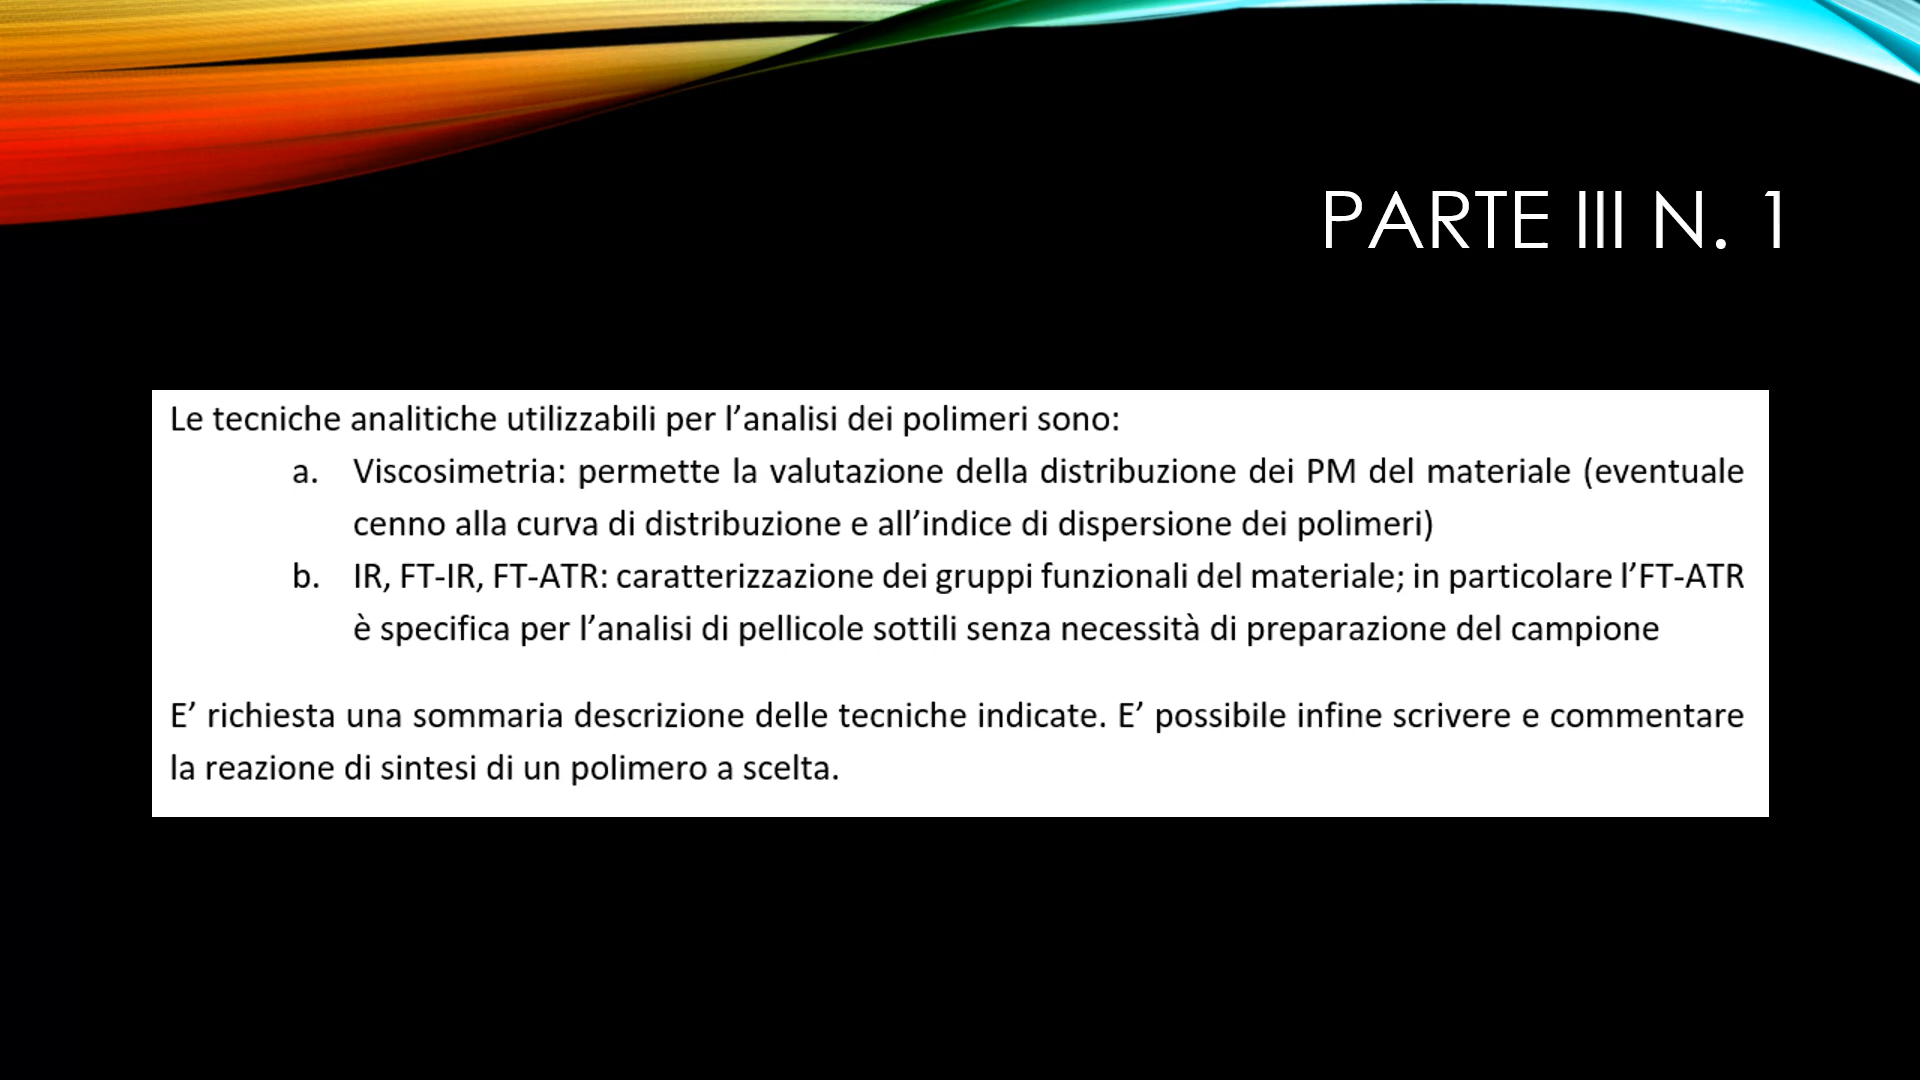 PARTE III N. 1
Le tecniche analitiche utilizzabili per l’analisi dei polimeri sono:
a. Viscosimetria: permette la valutazione della distribuzione dei PM del materiale (eventuale
cenno alla curva di distribuzione e all’indice di dispersione dei polimeri)
b. IR, FT-IR, FT-ATR: caratterizzazione dei gruppi funzionali del materiale; in particolare l’FT-ATR
è specifica per l’analisi di pellicole sottili senza necessità di preparazione del campione
E’ richiesta una sommaria descrizione delle tecniche indicate. E’ possibile infine scrivere e commentare
la reazione di sintesi di un polimero a scelta.